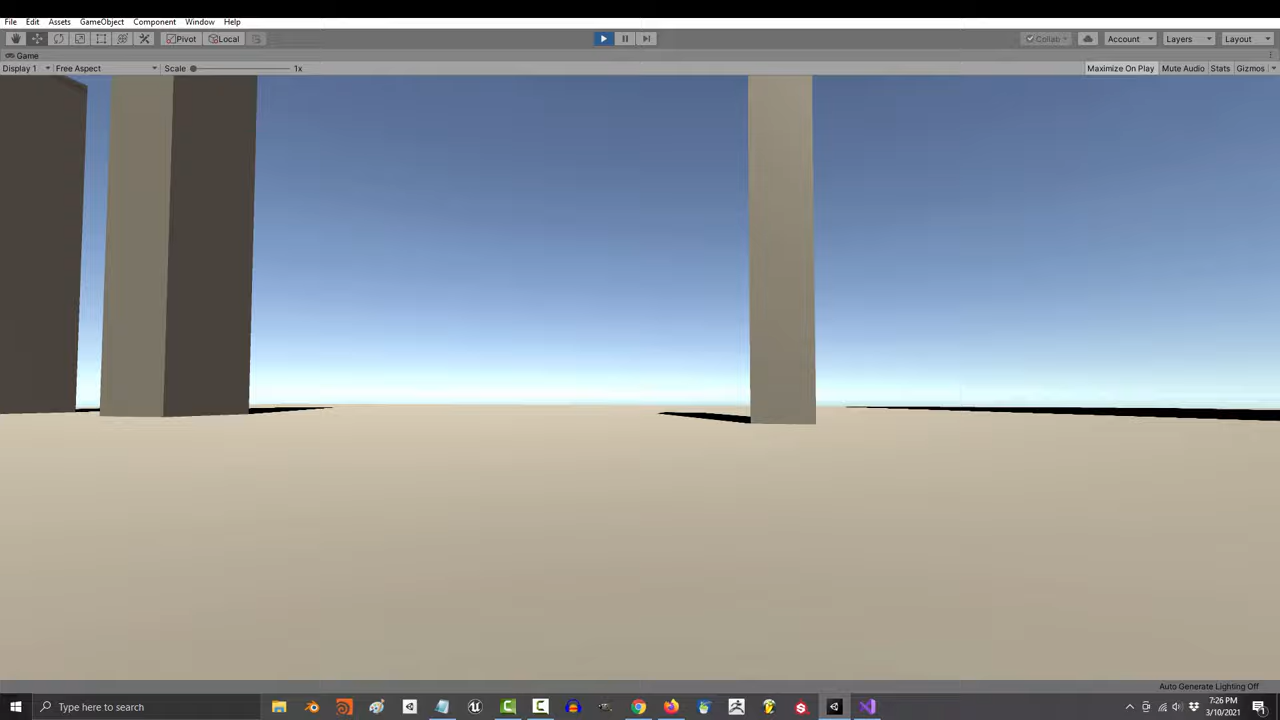 File Edit Assets GameObject Component Window Help
Pivot Local Collab Account Layers Layout
Game
Display 1 Free Aspect Scale 1x Maximize On Play Mute Audio Stats Gizmos
Auto Generate Lighting Off
Type here to search
7:26 PM
3/10/2021